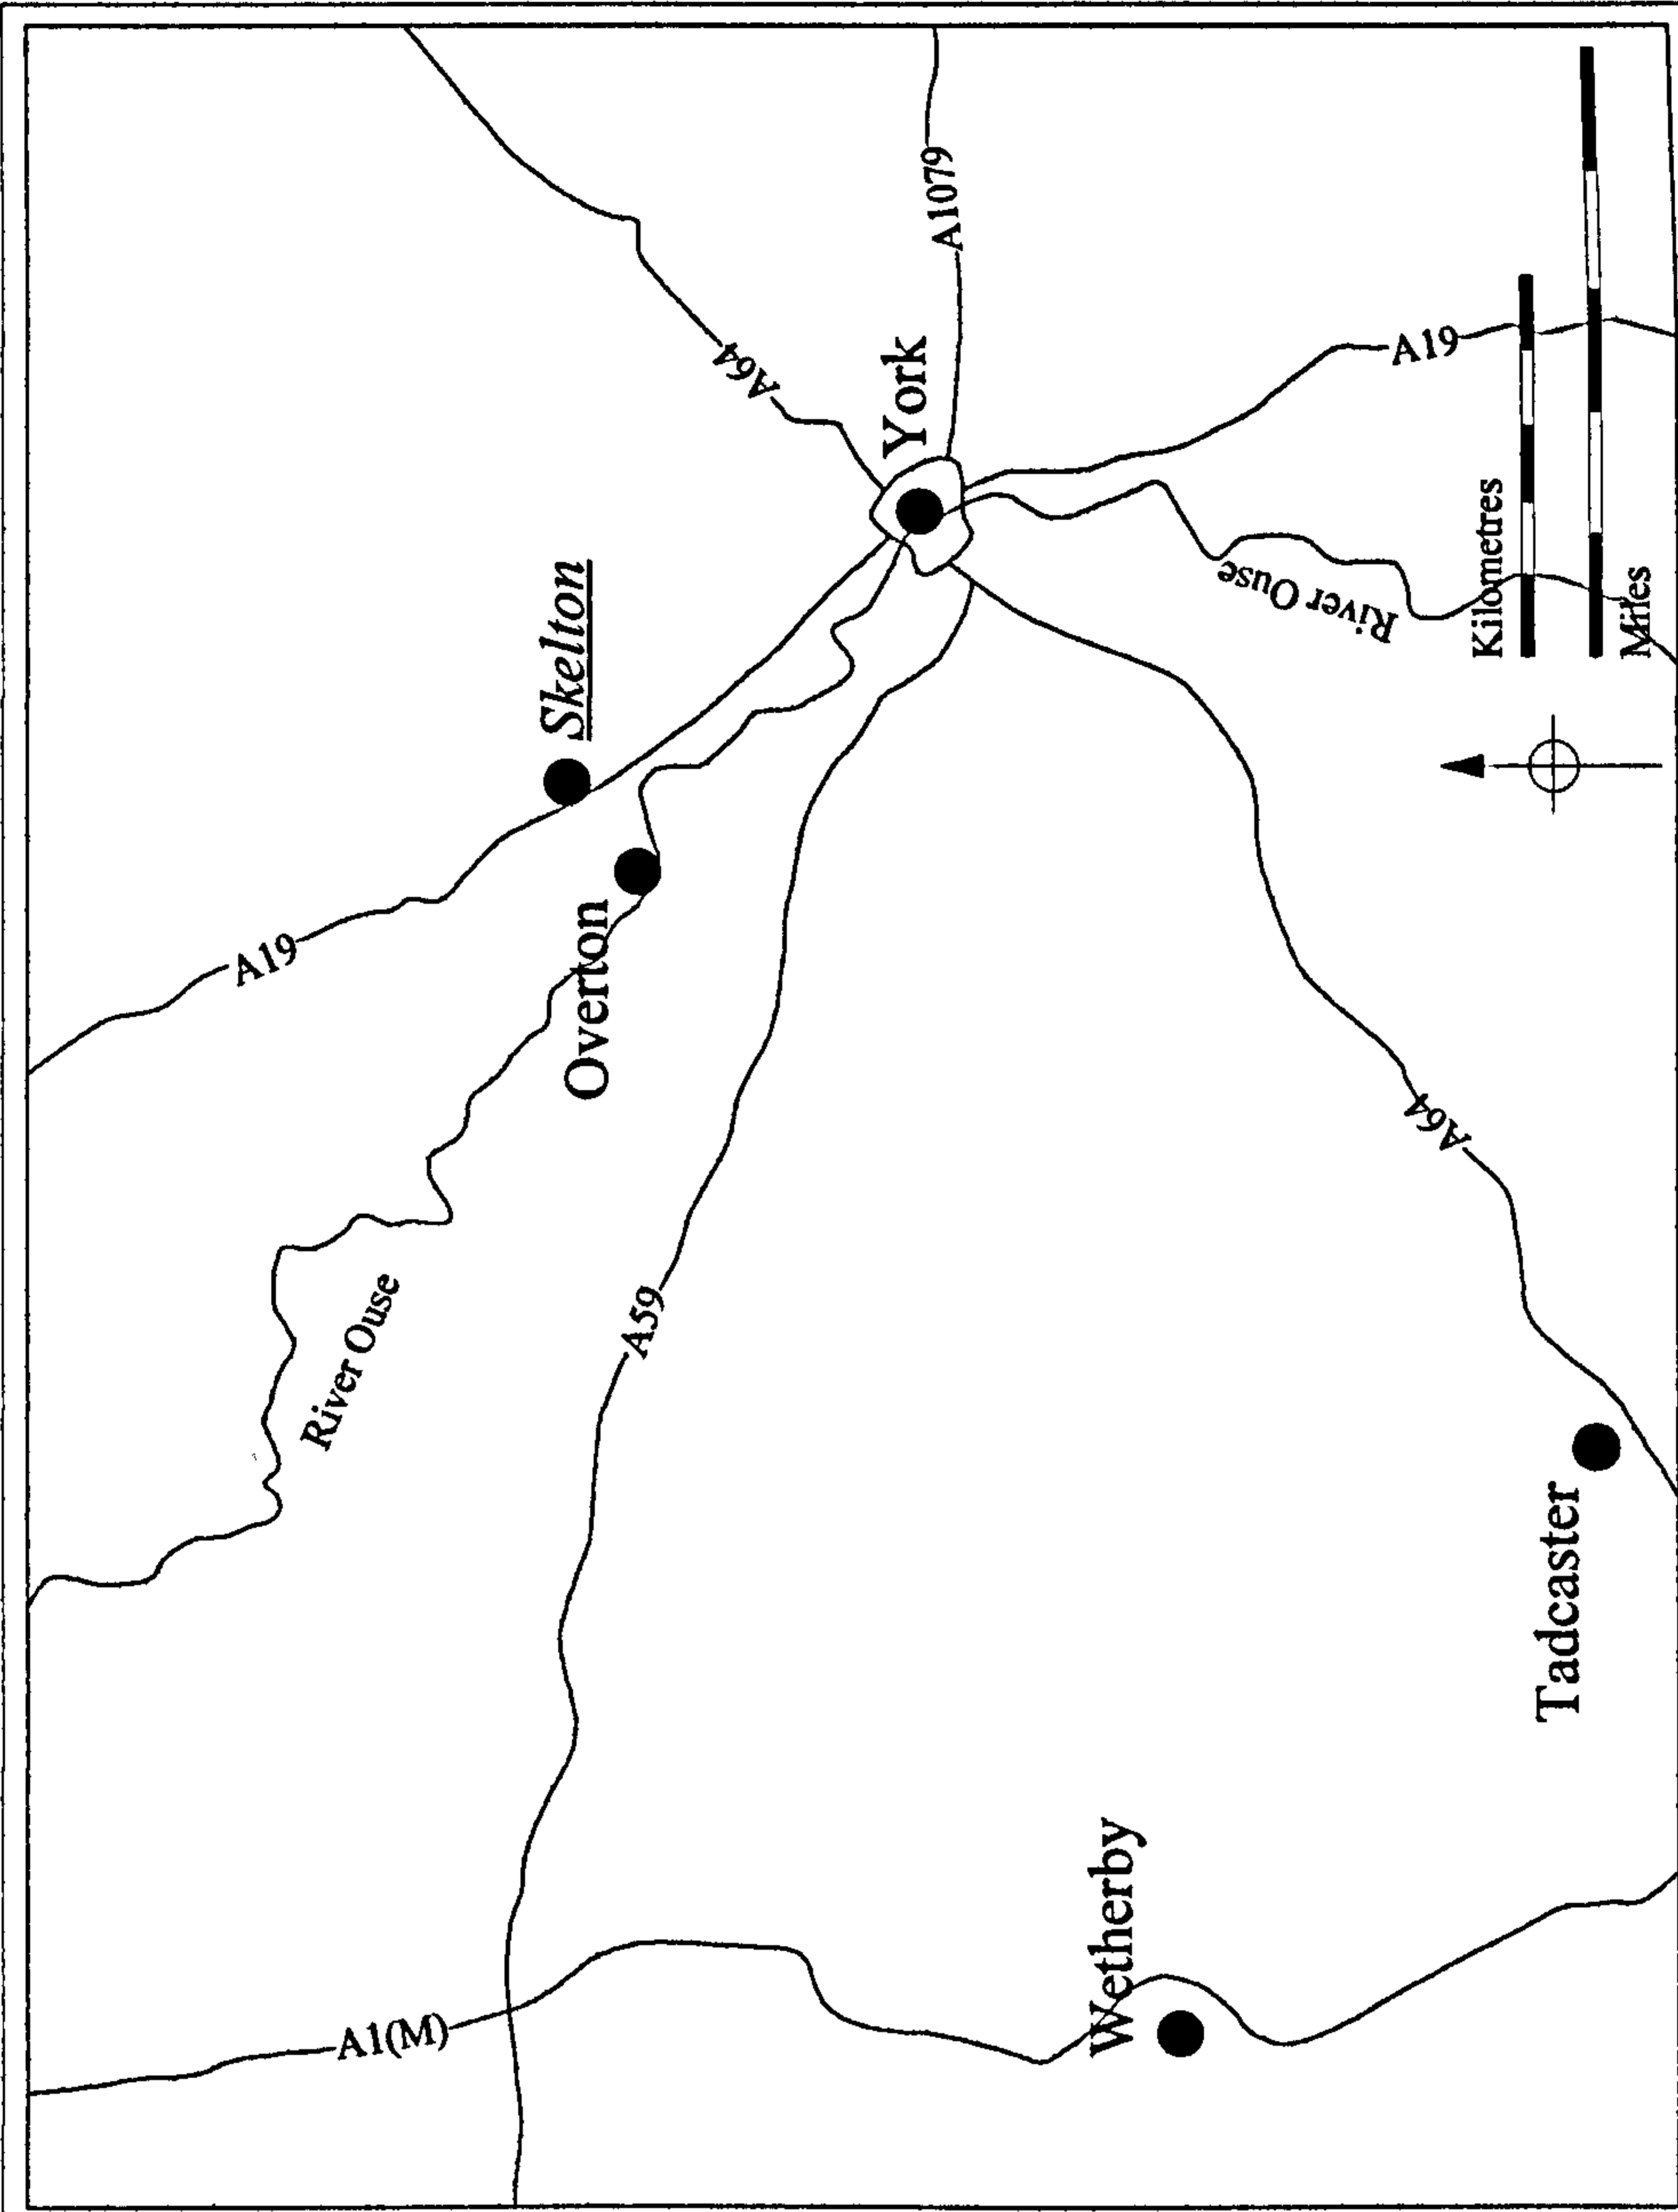 A19
A64
Skelton
Overton
River Ouse
York
A1079
A59
A1(M)
River Ouse
A19
Wetherby
A64
Tadcaster
Kilometres
Miles